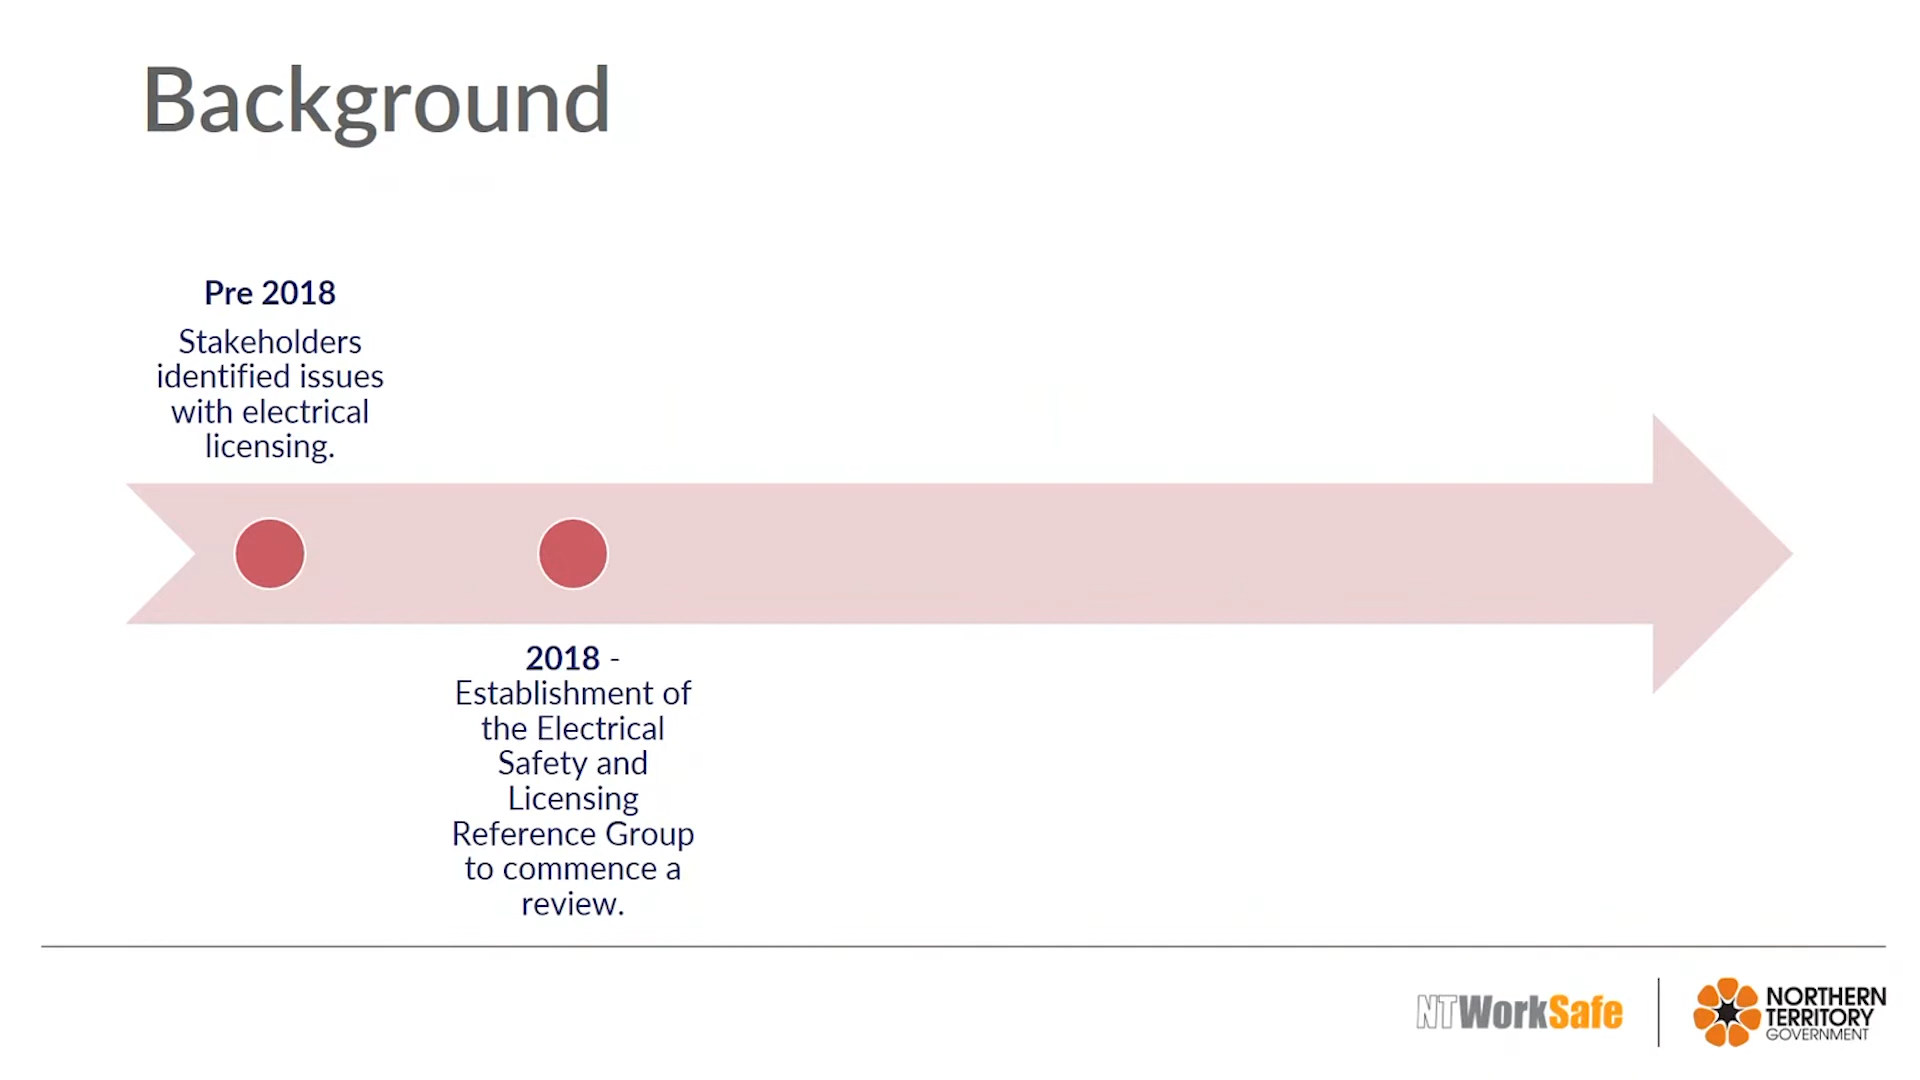 Background
Pre 2018
Stakeholders
identified issues
with electrical
licensing.
2018 -
Establishment of
the Electrical
Safety and
Licensing
Reference Group
to commence a
review.
NTWorkSafe
NORTHERN
TERRITORY
GOVERNMENT